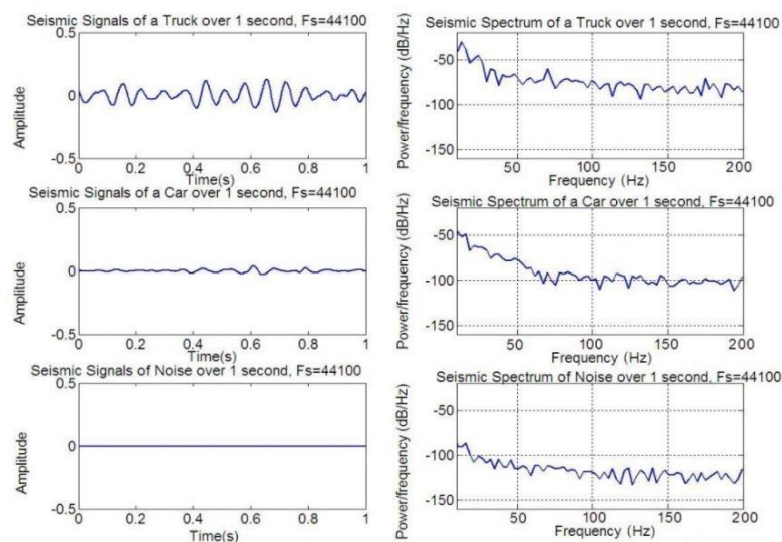 Seismic Signals of a Truck over 1 second, Fs=44100
0.5
0
-0.5
Amplitude
0 0.2 0.4 0.6 0.8 1
Time(s)
Seismic Spectrum of a Truck over 1 second, Fs=44100
-50
-100
-150
Power/frequency (dB/Hz)
50 100 150 200
Frequency (Hz)
Seismic Signals of a Car over 1 second, Fs=44100
0.5
0
-0.5
Amplitude
0 0.2 0.4 0.6 0.8 1
Time(s)
Seismic Spectrum of a Car over 1 second, Fs=44100
-50
-100
-150
Power/frequency (dB/Hz)
50 100 150 200
Frequency (Hz)
Seismic Signals of Noise over 1 second, Fs=44100
0.5
0
-0.5
Amplitude
0 0.2 0.4 0.6 0.8 1
Time(s)
Seismic Spectrum of Noise over 1 second, Fs=44100
-50
-100
-150
Power/frequency (dB/Hz)
50 100 150 200
Frequency (Hz)